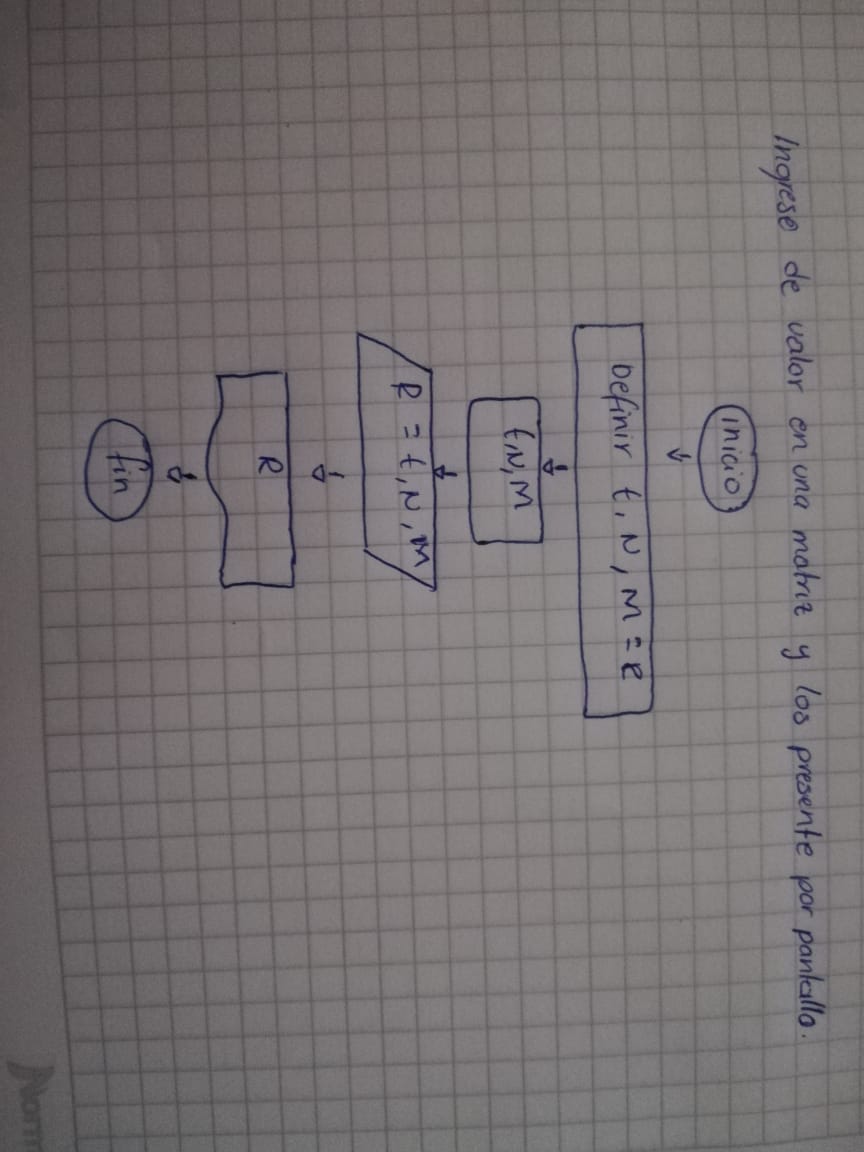 Ingrese de valor en una matriz y los presente por pantalla.
inicio
Definir t, N, M = R
t,N,M
R = t,N,M
R
fin
Norm